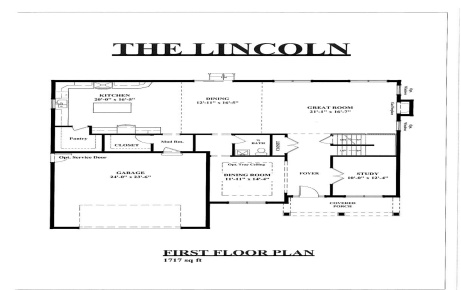 THE LINCOLN
KITCHEN
20'-0" x 16'-5"
DINING
12'-11" x 16'-5"
GREAT ROOM
21'-1" x 16'-7"
Pantry
CLOSET
Mud Rm.
BATH
Opt. Service Door
Opt. Tray Ceiling
GARAGE
24'-0" x 23'-6"
DINING ROOM
11'-11" x 14'-2"
FOYER
STUDY
COVERED
PORCH
FIRST FLOOR PLAN
1717 sq ft